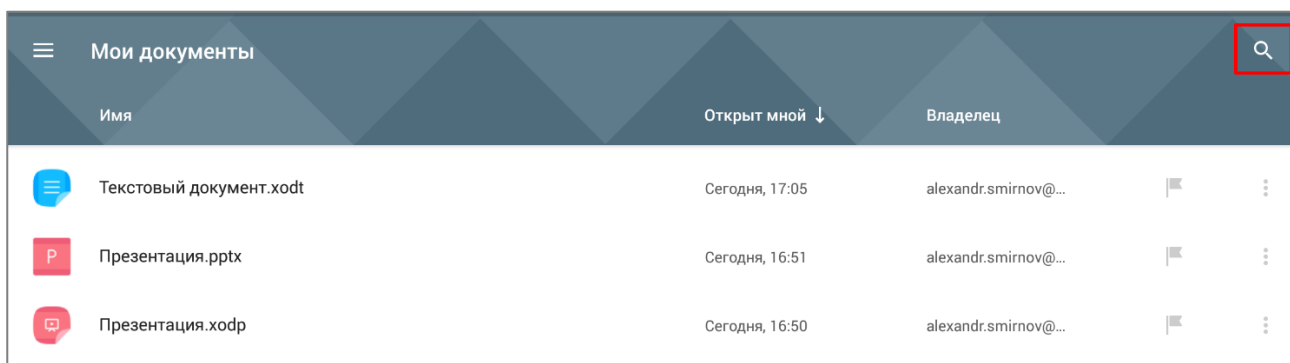 Мои документы
Имя Открыт мной ↓ Владелец
Текстовый документ.xodt Сегодня, 17:05 alexandr.smirnov@...
P Презентация.pptx Сегодня, 16:51 alexandr.smirnov@...
Презентация.xodp Сегодня, 16:50 alexandr.smirnov@...